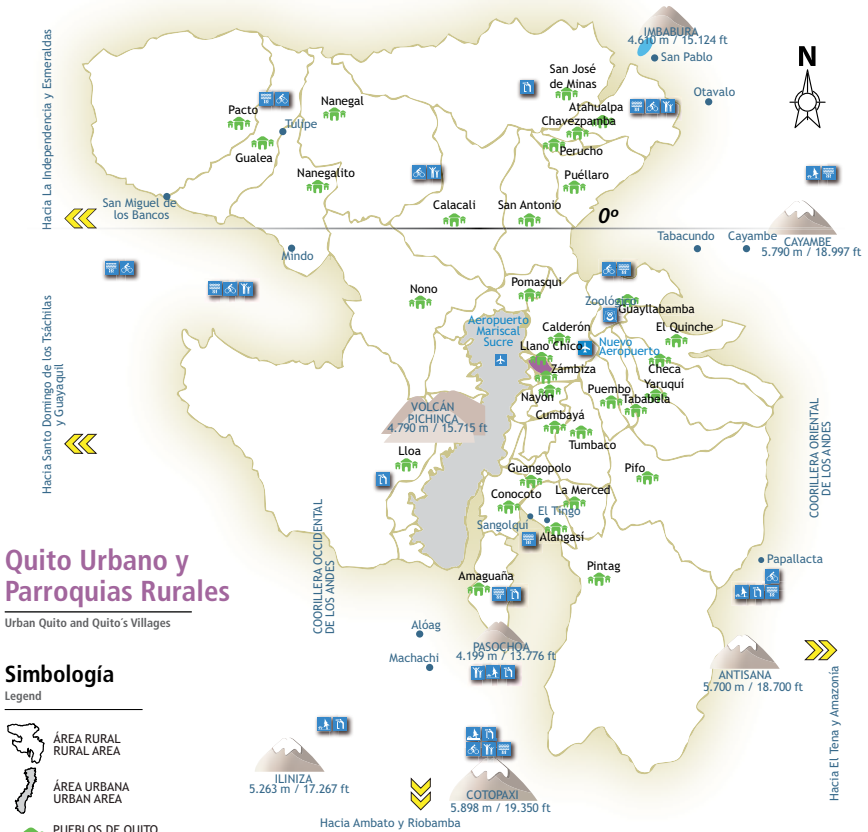 IMBABURA
4.610 m / 15.124 ft
San Pablo
N
Otavalo
San José
de Minas
Atahualpa
Chavezpamba
Perucho
Puéllaro
Pacto
Nanegal
Tulipe
Gualea
Nanegalito
Hacia La Independencia y Esmeraldas
San Miguel de
los Bancos
Calacalí
San Antonio
0º
Tabacundo
Cayambe
CAYAMBE
5.790 m / 18.997 ft
Mindo
Nono
Pomasqui
Zoológico
Guayllabamba
Aeropuerto
Mariscal
Sucre
Calderón
El Quinche
Llano Chico
Nuevo
Aeropuerto
Checa
Zámbiza
Yaruquí
Nayón
Puembo
Tababela
Hacia Santo Domingo de los Tsáchilas
y Guayaquil
VOLCÁN
PICHINCA
4.790 m / 15.715 ft
Cumbayá
Tumbaco
Lloa
Guangopolo
Pifo
Conocoto
La Merced
El Tingo
Sangolquí
Alangasí
COORILLERA ORIENTAL
DE LOS ANDES
COORILLERA OCCIDENTAL
DE LOS ANDES
Quito Urbano y
Parroquias Rurales
Urban Quito and Quito´s Villages
Amaguaña
Pintag
Papallacta
Alóag
Machachi
PASOCHOA
4.199 m / 13.776 ft
ANTISANA
5.700 m / 18.700 ft
Hacia El Tena y Amazonía
Simbología
Legend
ÁREA RURAL
RURAL AREA
ÁREA URBANA
URBAN AREA
PUEBLOS DE QUITO
ILINIZA
5.263 m / 17.267 ft
COTOPAXI
5.898 m / 19.350 ft
Hacia Ambato y Riobamba